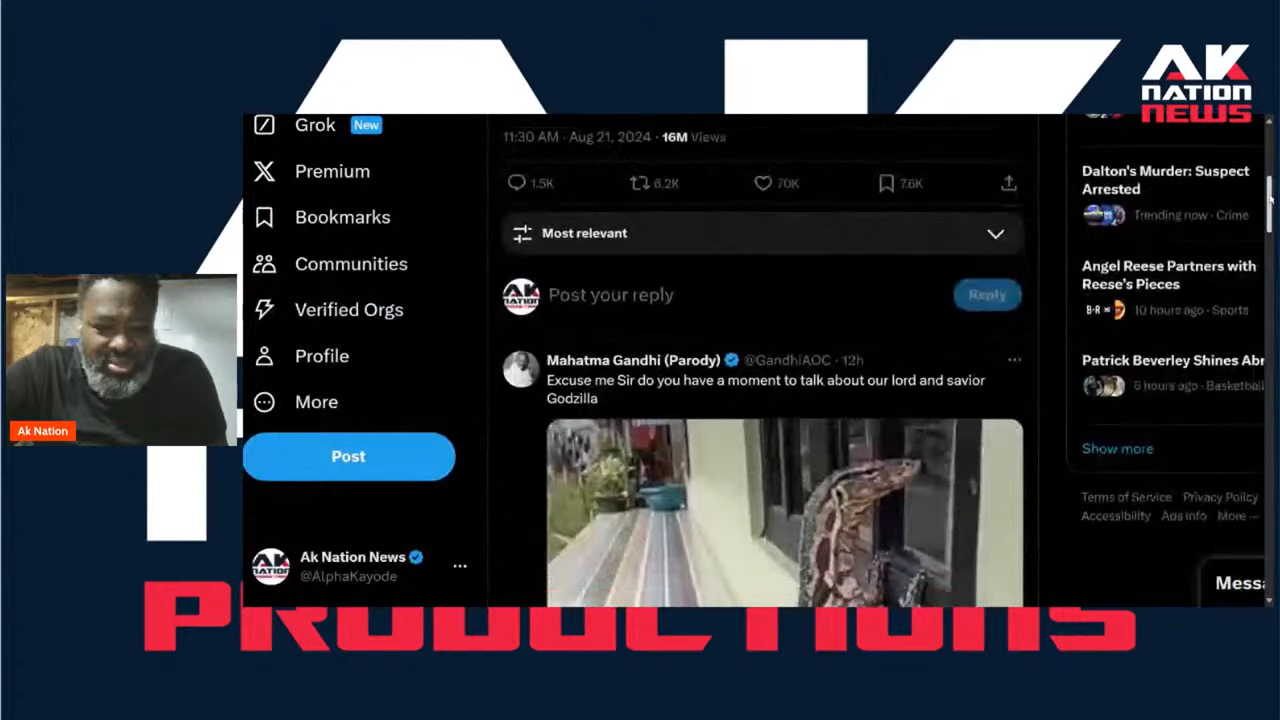 AK
NATION
NEWS
Grok New
Premium
Bookmarks
Communities
Verified Orgs
Profile
More
Post
Ak Nation News
@AlphaKayode
11:30 AM · Aug 21, 2024 · 16M Views
1.5K 6.2K 70K 7.6K
Most relevant
Post your reply
Reply
Mahatma Gandhi (Parody) @GandhiAOC · 12h
Excuse me Sir do you have a moment to talk about our lord and savior
Godzilla
Dalton's Murder: Suspect
Arrested
Trending now · Crime
Angel Reese Partners with
Reese's Pieces
10 hours ago · Sports
Patrick Beverley Shines Abr
6 hours ago · Basketball
Show more
Terms of Service Privacy Policy
Accessibility Ads info More ...
Messa
Ak Nation
AK
PRODUCTIONS